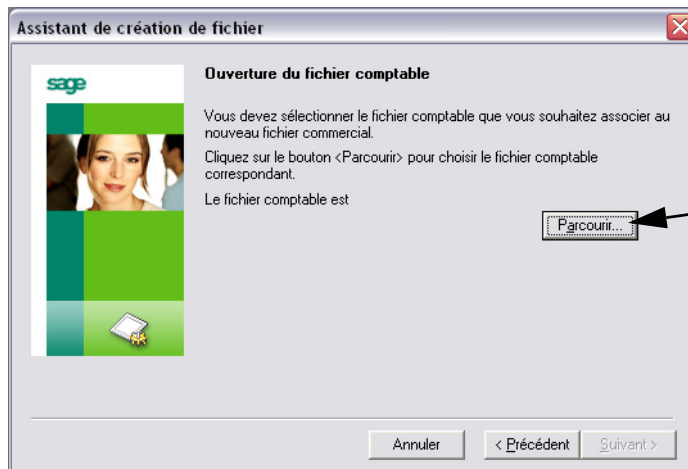 Assistant de création de fichier
sage
Ouverture du fichier comptable
Vous devez sélectionner le fichier comptable que vous souhaitez associer au
nouveau fichier commercial.
Cliquez sur le bouton <Parcourir> pour choisir le fichier comptable
correspondant.
Le fichier comptable est
Parcourir...
Annuler
< Précédent
Suivant >